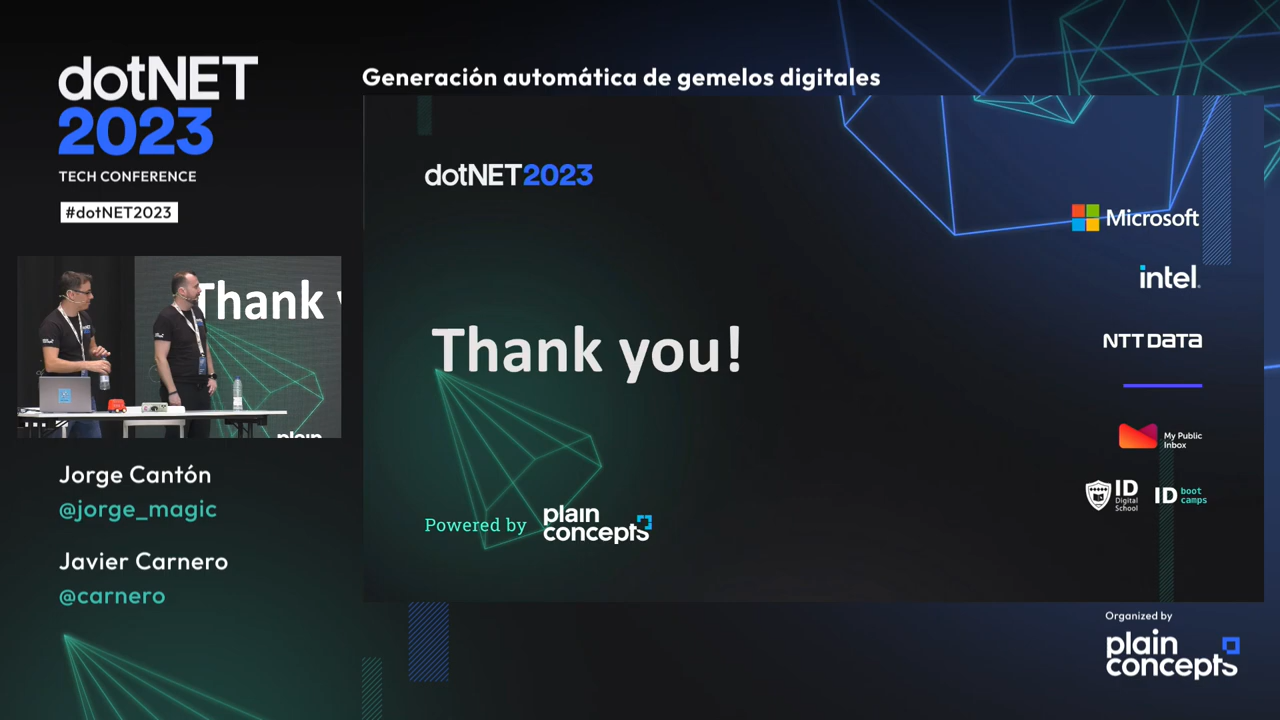 dotNET
2023
TECH CONFERENCE
#dotNET2023
Generación automática de gemelos digitales
dotNET2023
Thank you!
Powered by plain concepts
Microsoft
intel.
NTT DATA
My Public
Inbox
ID
Digital
School
ID boot
camps
Thank
plain
Jorge Cantón
@jorge_magic
Javier Carnero
@carnero
Organized by
plain
concepts